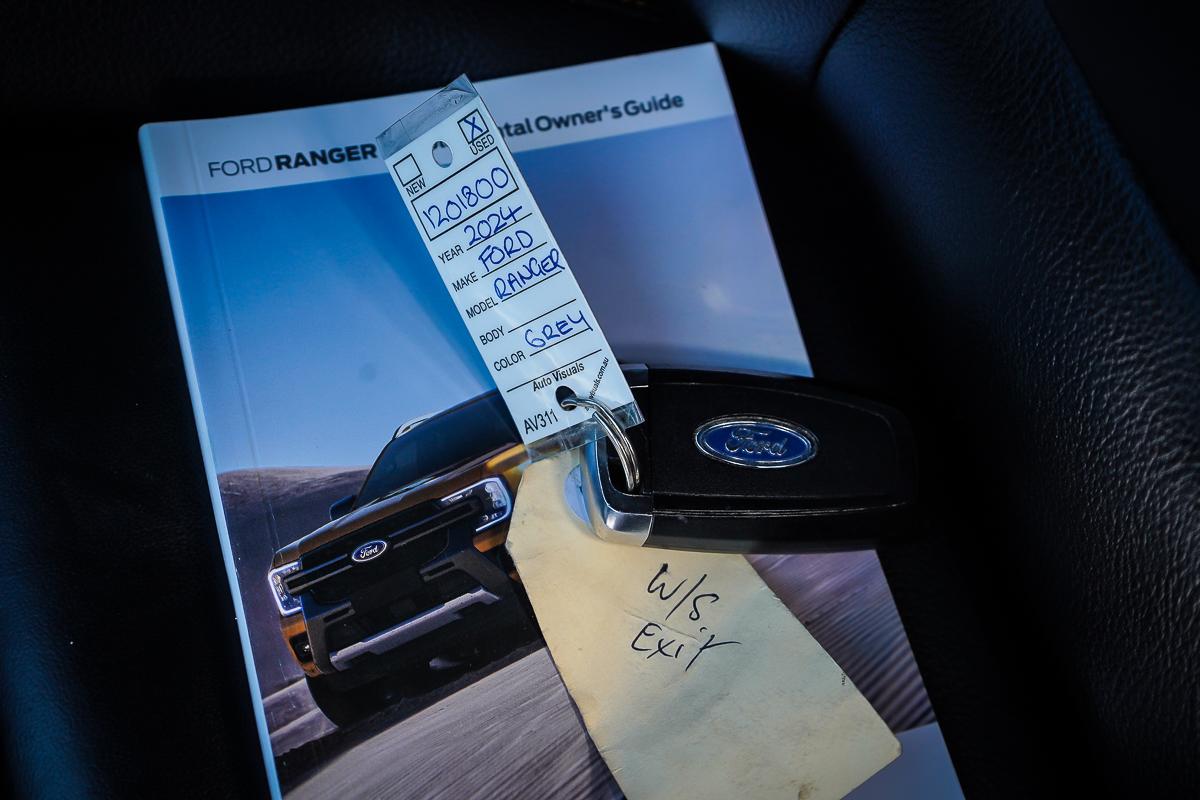 FORD RANGER
tal Owner's Guide
X
NEW
USED
1201800
YEAR 2024
MAKE FORD
MODEL RANGER
BODY
COLOR GREY
Auto Visuals
AV311
Ford
Ford
W/S
Exit